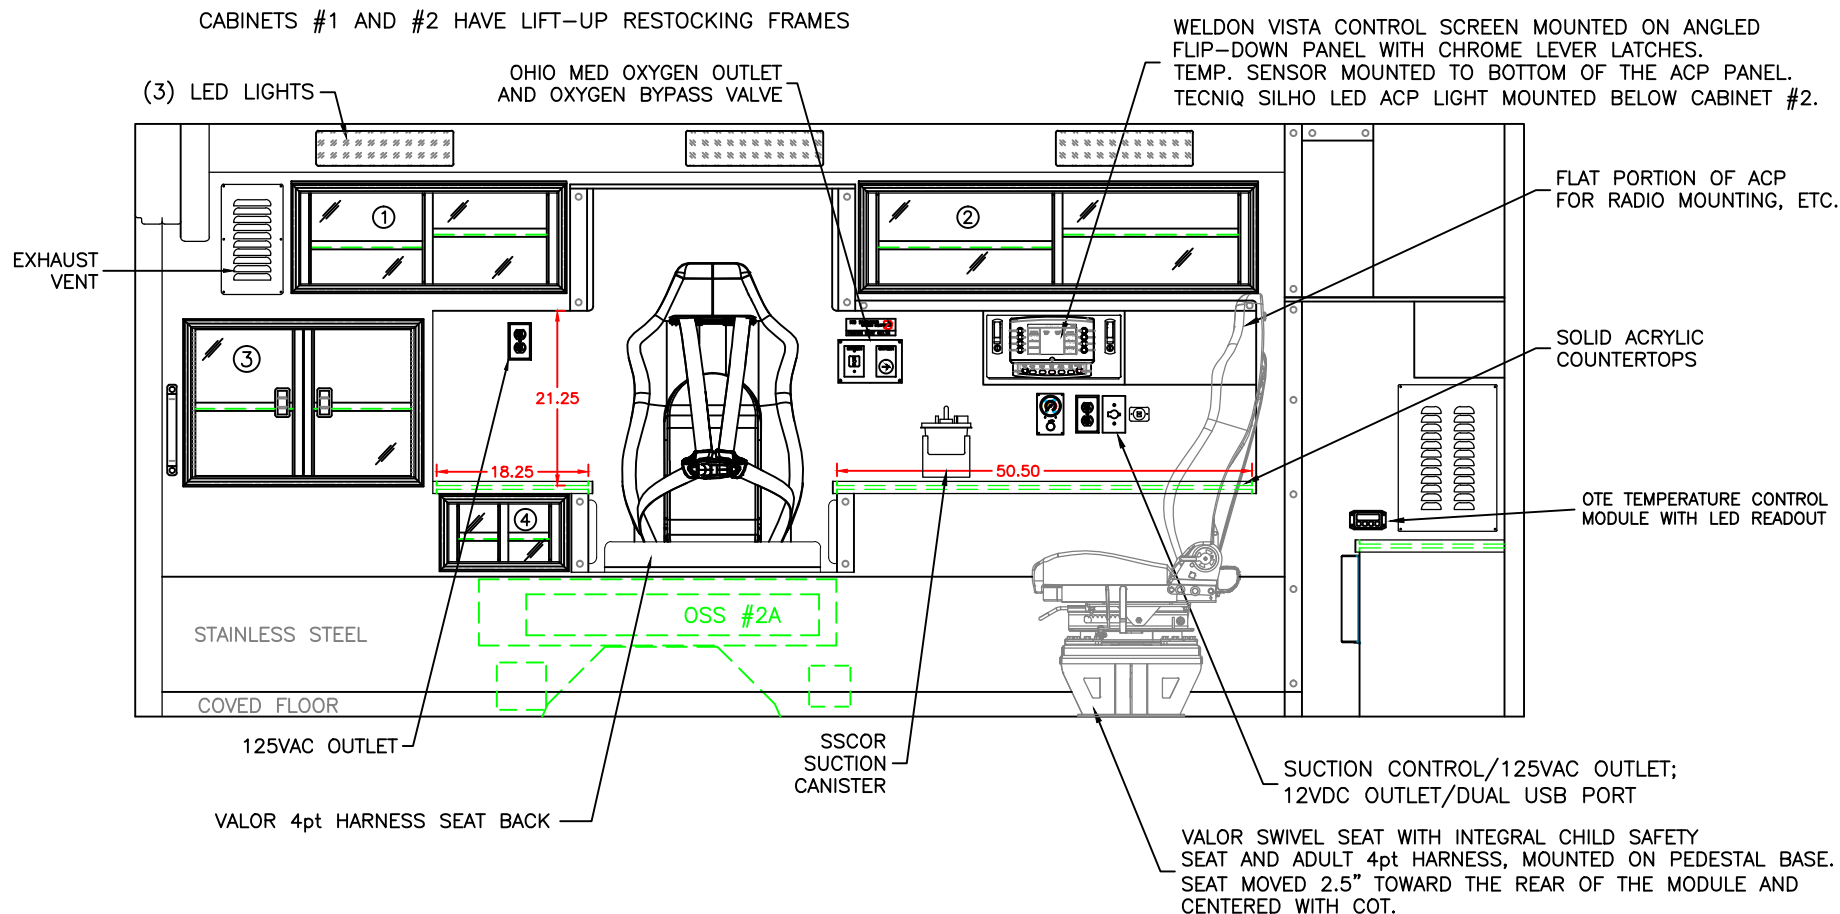 CABINETS #1 AND #2 HAVE LIFT-UP RESTOCKING FRAMES
WELDON VISTA CONTROL SCREEN MOUNTED ON ANGLED
FLIP-DOWN PANEL WITH CHROME LEVER LATCHES.
TEMP. SENSOR MOUNTED TO BOTTOM OF THE ACP PANEL.
TECNIQ SILHO LED ACP LIGHT MOUNTED BELOW CABINET #2.
(3) LED LIGHTS
OHIO MED OXYGEN OUTLET
AND OXYGEN BYPASS VALVE
FLAT PORTION OF ACP
FOR RADIO MOUNTING, ETC.
1
2
EXHAUST
VENT
3
SOLID ACRYLIC
COUNTERTOPS
21.25
18.25
50.50
4
OTE TEMPERATURE CONTROL
MODULE WITH LED READOUT
OSS #2A
STAINLESS STEEL
COVED FLOOR
125VAC OUTLET
SSCOR
SUCTION
CANISTER
SUCTION CONTROL/125VAC OUTLET;
12VDC OUTLET/DUAL USB PORT
VALOR 4pt HARNESS SEAT BACK
VALOR SWIVEL SEAT WITH INTEGRAL CHILD SAFETY
SEAT AND ADULT 4pt HARNESS, MOUNTED ON PEDESTAL BASE.
SEAT MOVED 2.5" TOWARD THE REAR OF THE MODULE AND
CENTERED WITH COT.